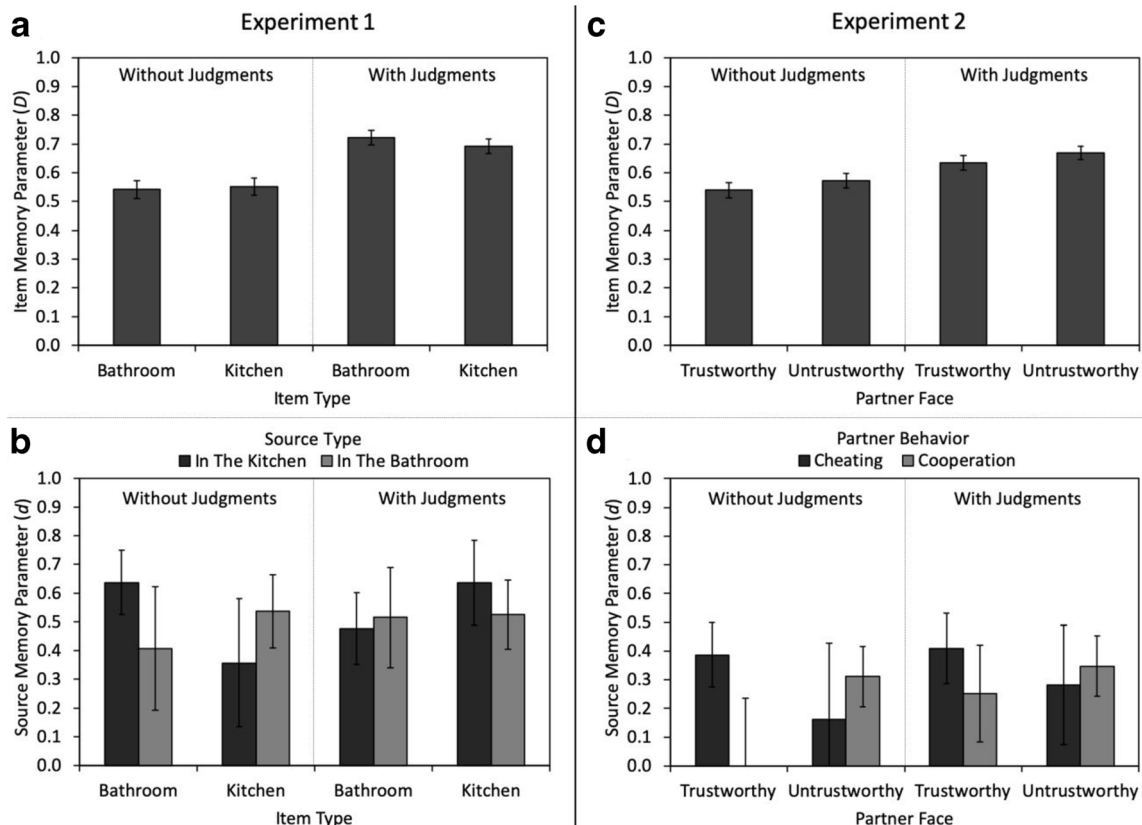 a
Experiment 1
Item Memory Parameter (D)
1.0
0.9
0.8
0.7
0.6
0.5
0.4
0.3
0.2
0.1
0.0
Without Judgments
With Judgments
Bathroom Kitchen Bathroom Kitchen
Item Type
b
Source Type
In The Kitchen In The Bathroom
Source Memory Parameter (d)
1.0
0.9
0.8
0.7
0.6
0.5
0.4
0.3
0.2
0.1
0.0
Without Judgments
With Judgments
Bathroom Kitchen Bathroom Kitchen
Item Type
c
Experiment 2
Item Memory Parameter (D)
1.0
0.9
0.8
0.7
0.6
0.5
0.4
0.3
0.2
0.1
0.0
Without Judgments
With Judgments
Trustworthy Untrustworthy Trustworthy Untrustworthy
Partner Face
d
Partner Behavior
Cheating Cooperation
Source Memory Parameter (d)
1.0
0.9
0.8
0.7
0.6
0.5
0.4
0.3
0.2
0.1
0.0
Without Judgments
With Judgments
Trustworthy Untrustworthy Trustworthy Untrustworthy
Partner Face